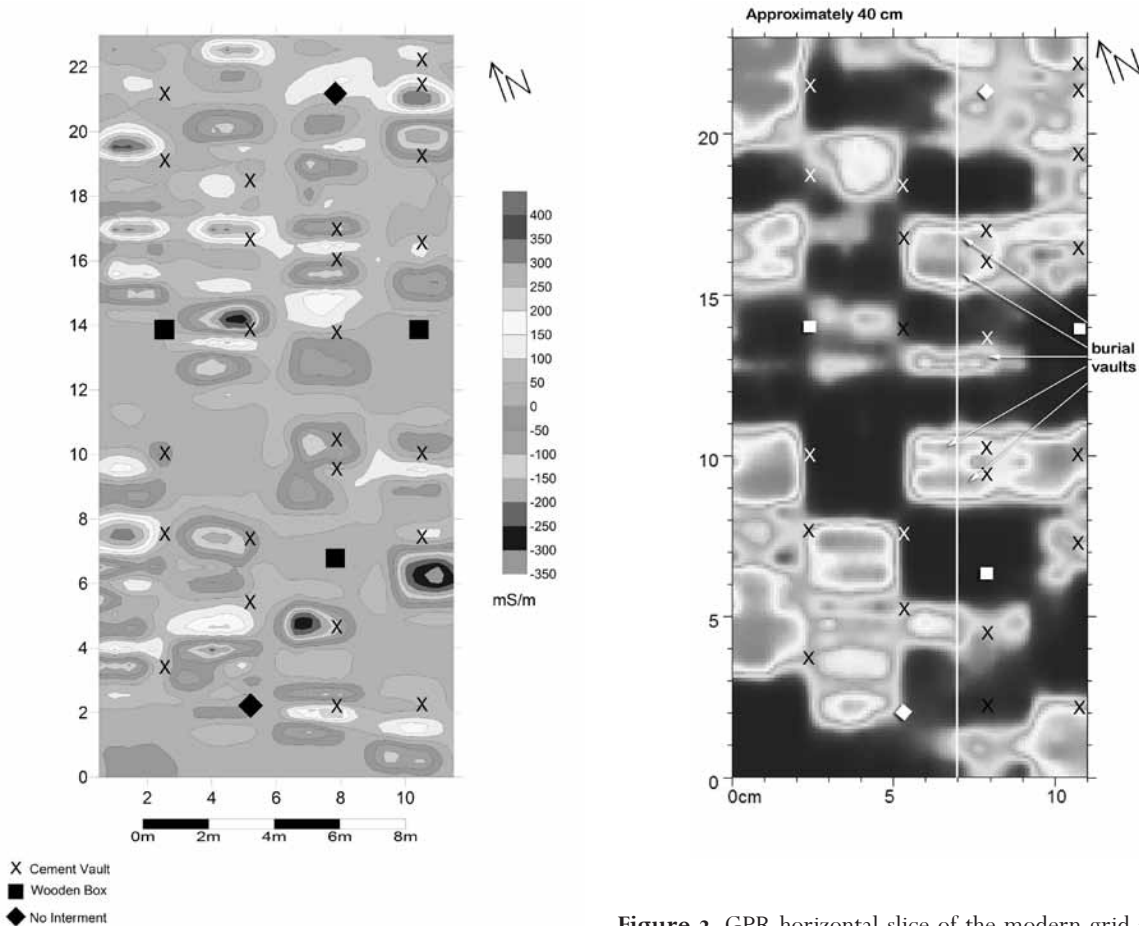 22
20
18
16
14
12
10
8
6
4
2
0
2 4 6 8 10
0m 2m 4m 6m 8m
N
400
350
300
250
200
150
100
50
0
-50
-100
-150
-200
-250
-300
-350
mS/m
X Cement Vault
Wooden Box
No Interment
Approximately 40 cm
N
20
15
10
5
0
0cm 5 10
burial
vaults
Figure 3. GPR horizontal slice of the modern grid